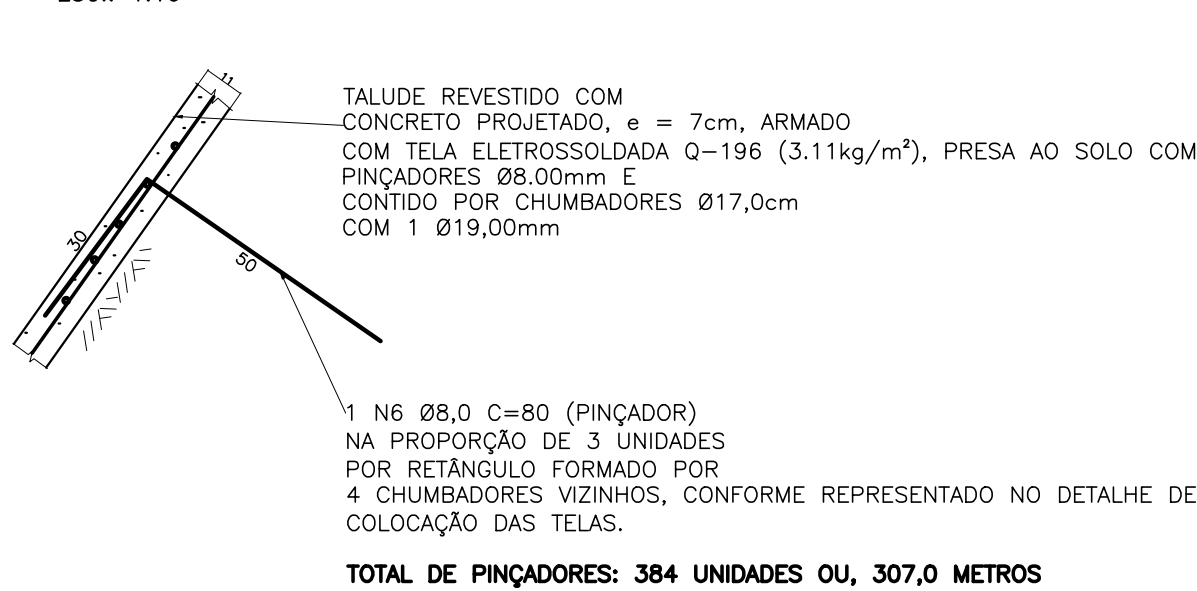 11
TALUDE REVESTIDO COM
CONCRETO PROJETADO, e = 7cm, ARMADO
COM TELA ELETROSSOLDADA Q-196 (3.11kg/m²), PRESA AO SOLO COM
PINÇADORES Ø8.00mm E
CONTIDO POR CHUMBADORES Ø17,0cm
COM 1 Ø19,00mm
30
50
1 N6 Ø8,0 C=80 (PINÇADOR)
NA PROPORÇÃO DE 3 UNIDADES
POR RETÂNGULO FORMADO POR
4 CHUMBADORES VIZINHOS, CONFORME REPRESENTADO NO DETALHE DE
COLOCAÇÃO DAS TELAS.
TOTAL DE PINÇADORES: 384 UNIDADES OU, 307,0 METROS